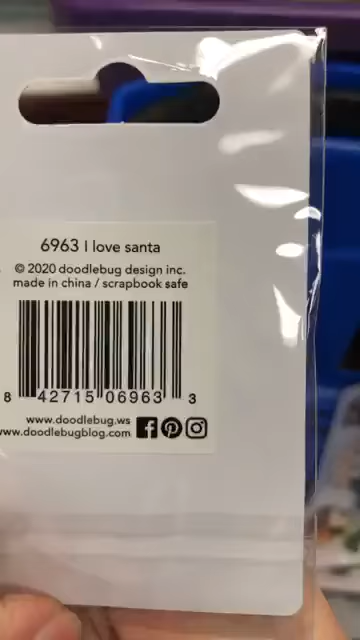 6963 I love santa
© 2020 doodlebug design inc.
made in china / scrapbook safe
8 42715 06963 3
www.doodlebug.ws
www.doodlebugblog.com